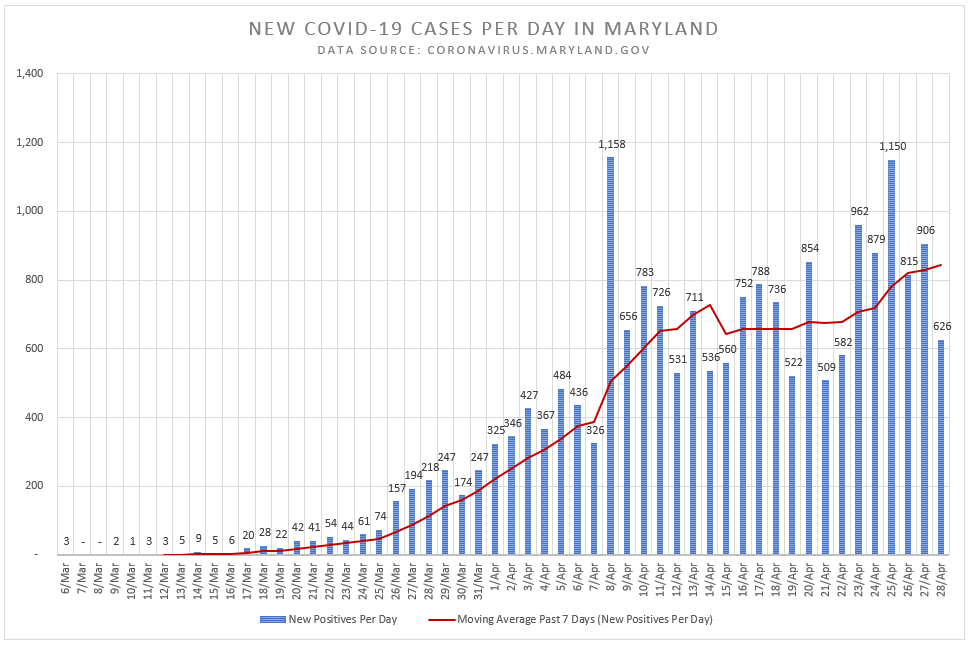 NEW COVID-19 CASES PER DAY IN MARYLAND
DATA SOURCE: CORONAVIRUS.MARYLAND.GOV
1,400
1,200
1,000
800
600
400
200
-
3 - - 2 1 3 3 5 9 5 6 20 28 22 42 41 54 44 61 74 157 194 218 247 174 247 325 346 427 367 484 436 326 1,158 656 783 726 531 711 536 560 752 788 736 522 854 509 582 962 879 1,150 815 906 626
6/Mar 7/Mar 8/Mar 9/Mar 10/Mar 11/Mar 12/Mar 13/Mar 14/Mar 15/Mar 16/Mar 17/Mar 18/Mar 19/Mar 20/Mar 21/Mar 22/Mar 23/Mar 24/Mar 25/Mar 26/Mar 27/Mar 28/Mar 29/Mar 30/Mar 31/Mar 1/Apr 2/Apr 3/Apr 4/Apr 5/Apr 6/Apr 7/Apr 8/Apr 9/Apr 10/Apr 11/Apr 12/Apr 13/Apr 14/Apr 15/Apr 16/Apr 17/Apr 18/Apr 19/Apr 20/Apr 21/Apr 22/Apr 23/Apr 24/Apr 25/Apr 26/Apr 27/Apr 28/Apr
New Positives Per Day Moving Average Past 7 Days (New Positives Per Day)